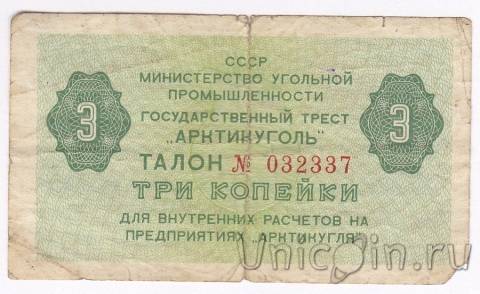 СССР
МИНИСТЕРСТВО УГОЛЬНОЙ
ПРОМЫШЛЕННОСТИ
ГОСУДАРСТВЕННЫЙ ТРЕСТ
„АРКТИКУГОЛЬ"
3 3
ТАЛОН № 032337
ТРИ КОПЕЙКИ
ДЛЯ ВНУТРЕННИХ РАСЧЕТОВ НА
ПРЕДПРИЯТИЯХ „АРКТИКУГЛЯ"
Unicoin.ru